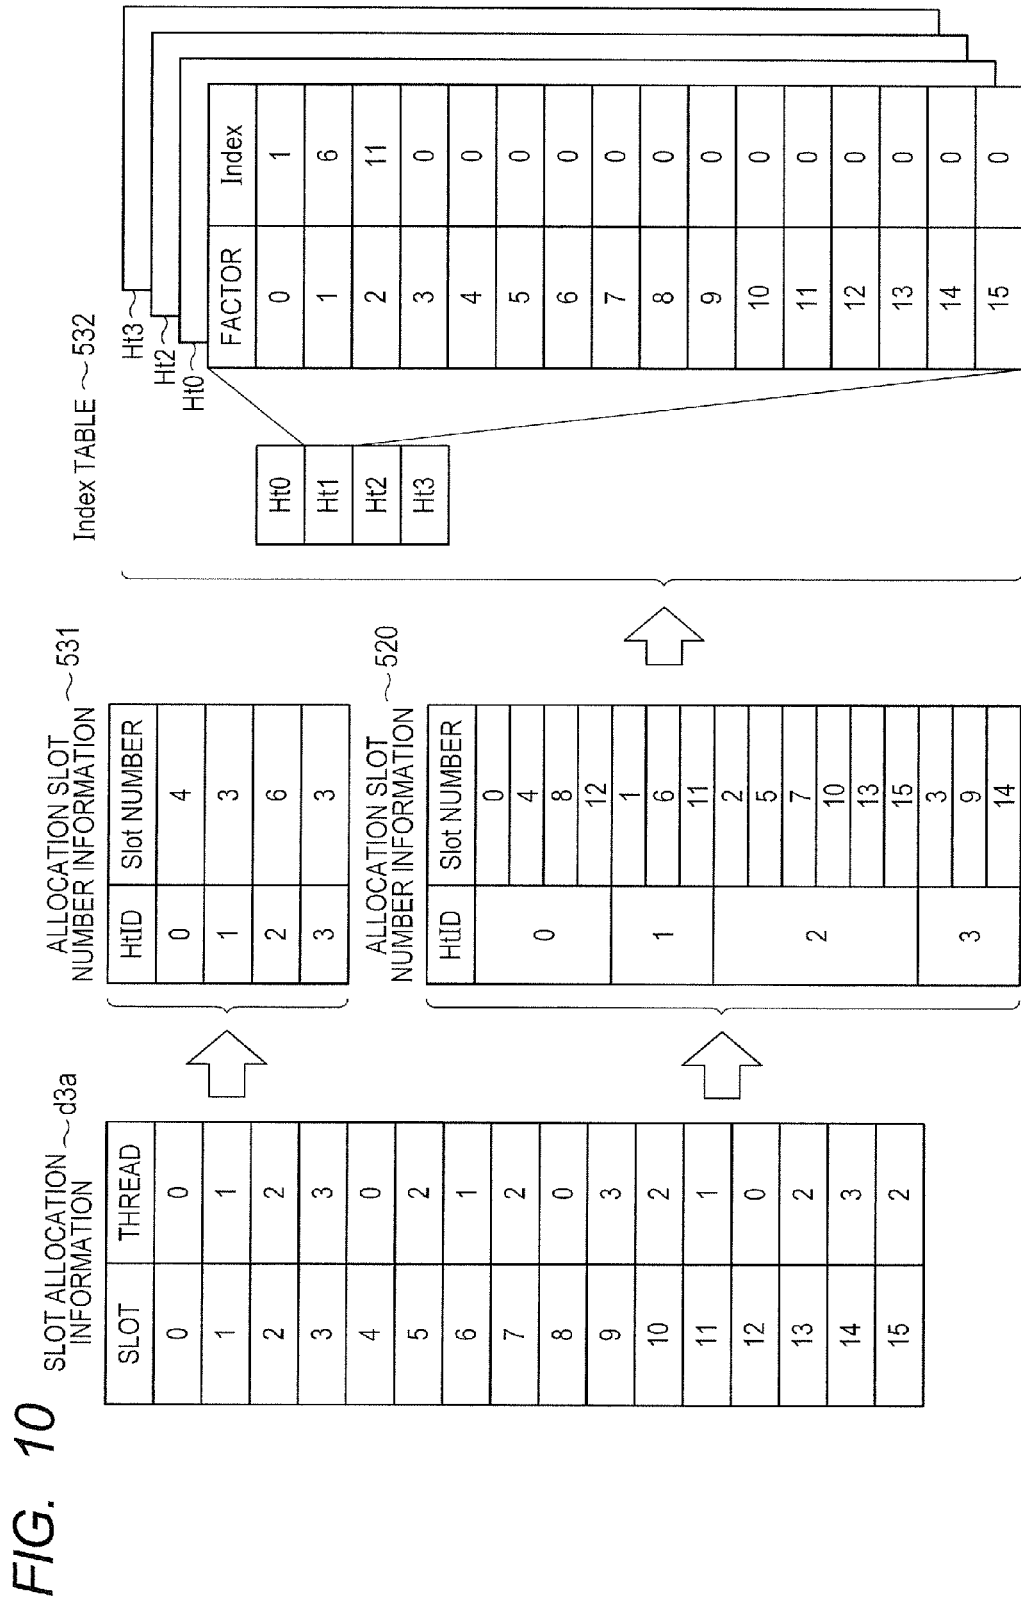 FIG. 10
SLOT ALLOCATION
INFORMATION ~d3a
SLOT THREAD
0 0
1 1
2 2
3 3
4 0
5 2
6 1
7 2
8 0
9 3
10 2
11 1
12 0
13 2
14 3
15 2
ALLOCATION SLOT
NUMBER INFORMATION ~531
HtID Slot NUMBER
0 4
1 3
2 6
3 3
ALLOCATION SLOT
NUMBER INFORMATION ~520
HtID Slot NUMBER
0 0
4
8
12
1 1
6
11
2 2
5
7
10
13
15
3 3
9
14
Index TABLE ~532
Ht0
Ht1
Ht2
Ht3
Ht3
Ht2
Ht0
FACTOR Index
0 1
1 6
2 11
3 0
4 0
5 0
6 0
7 0
8 0
9 0
10 0
11 0
12 0
13 0
14 0
15 0